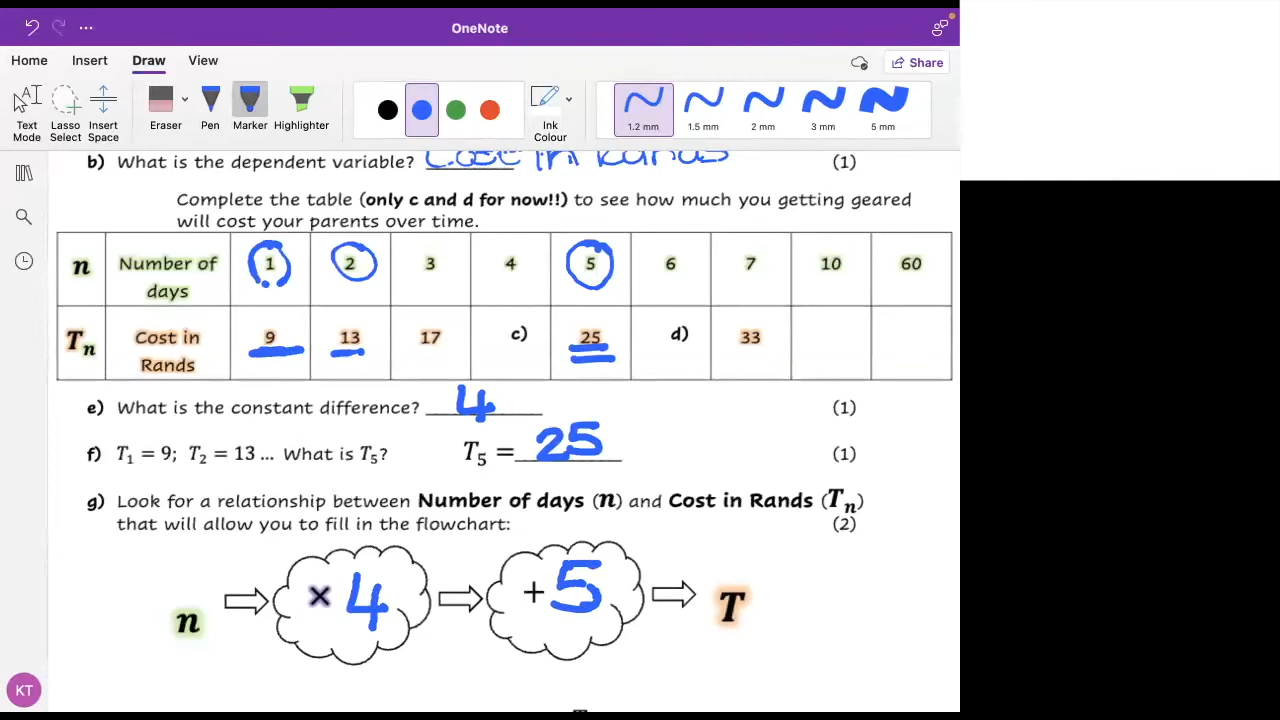 OneNote
Home Insert Draw View
Share
Text Mode
Lasso Select
Insert Space
Eraser
Pen
Marker
Highlighter
Ink Colour
1.2 mm 1.5 mm 2 mm 3 mm 5 mm
b) What is the dependent variable? Cost in Rands (1)
Complete the table (only c and d for now!!) to see how much you getting geared
will cost your parents over time.
n Number of days 1 2 3 4 5 6 7 10 60
Tn Cost in Rands 9 13 17 c) 25 d) 33
e) What is the constant difference? 4 (1)
f) T1 = 9; T2 = 13 ... What is T5? T5 = 25 (1)
g) Look for a relationship between Number of days (n) and Cost in Rands (Tn)
that will allow you to fill in the flowchart: (2)
n × 4 + 5 T
KT